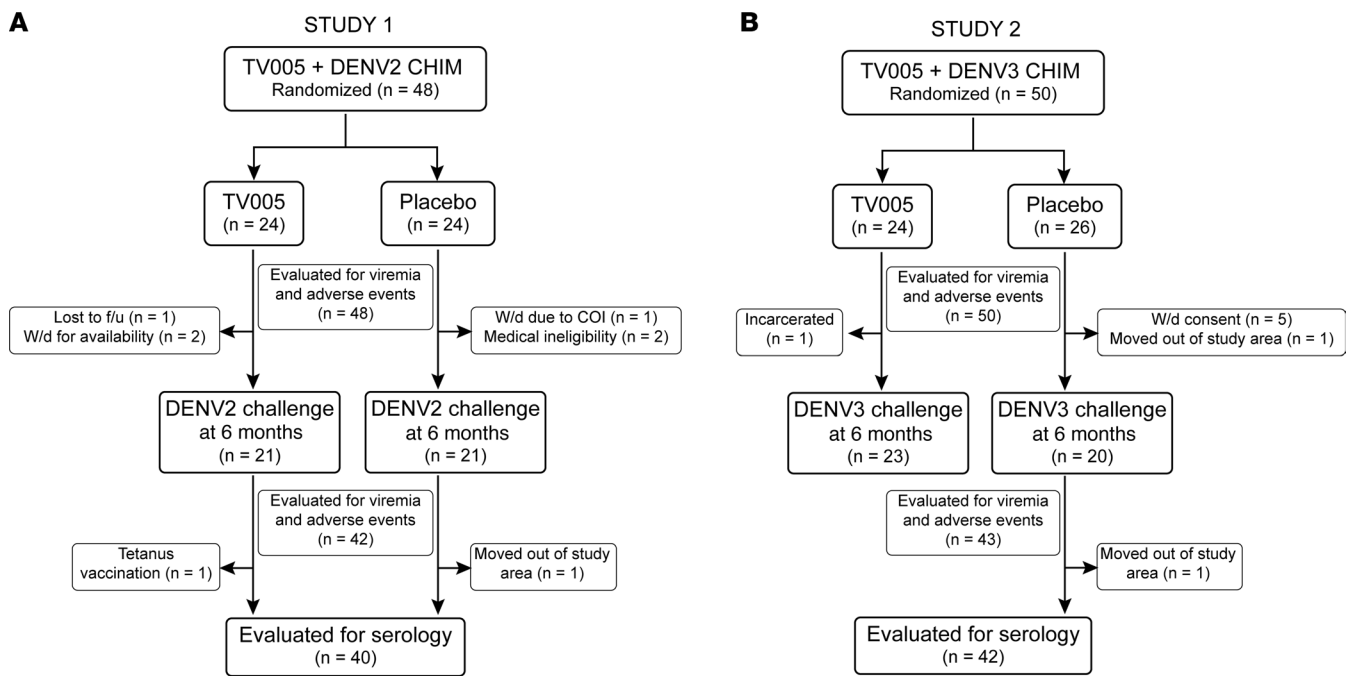 A
STUDY 1
TV005 + DENV2 CHIM
Randomized (n = 48)
TV005
(n = 24)
Placebo
(n = 24)
Evaluated for viremia
and adverse events
(n = 48)
Lost to f/u (n = 1)
W/d for availability (n = 2)
W/d due to COI (n = 1)
Medical ineligibility (n = 2)
DENV2 challenge
at 6 months
(n = 21)
DENV2 challenge
at 6 months
(n = 21)
Evaluated for viremia
and adverse events
(n = 42)
Tetanus
vaccination (n = 1)
Moved out of study
area (n = 1)
Evaluated for serology
(n = 40)
B
STUDY 2
TV005 + DENV3 CHIM
Randomized (n = 50)
TV005
(n = 24)
Placebo
(n = 26)
Evaluated for viremia
and adverse events
(n = 50)
Incarcerated
(n = 1)
W/d consent (n = 5)
Moved out of study area (n = 1)
DENV3 challenge
at 6 months
(n = 23)
DENV3 challenge
at 6 months
(n = 20)
Evaluated for viremia
and adverse events
(n = 43)
Moved out of study
area (n = 1)
Evaluated for serology
(n = 42)